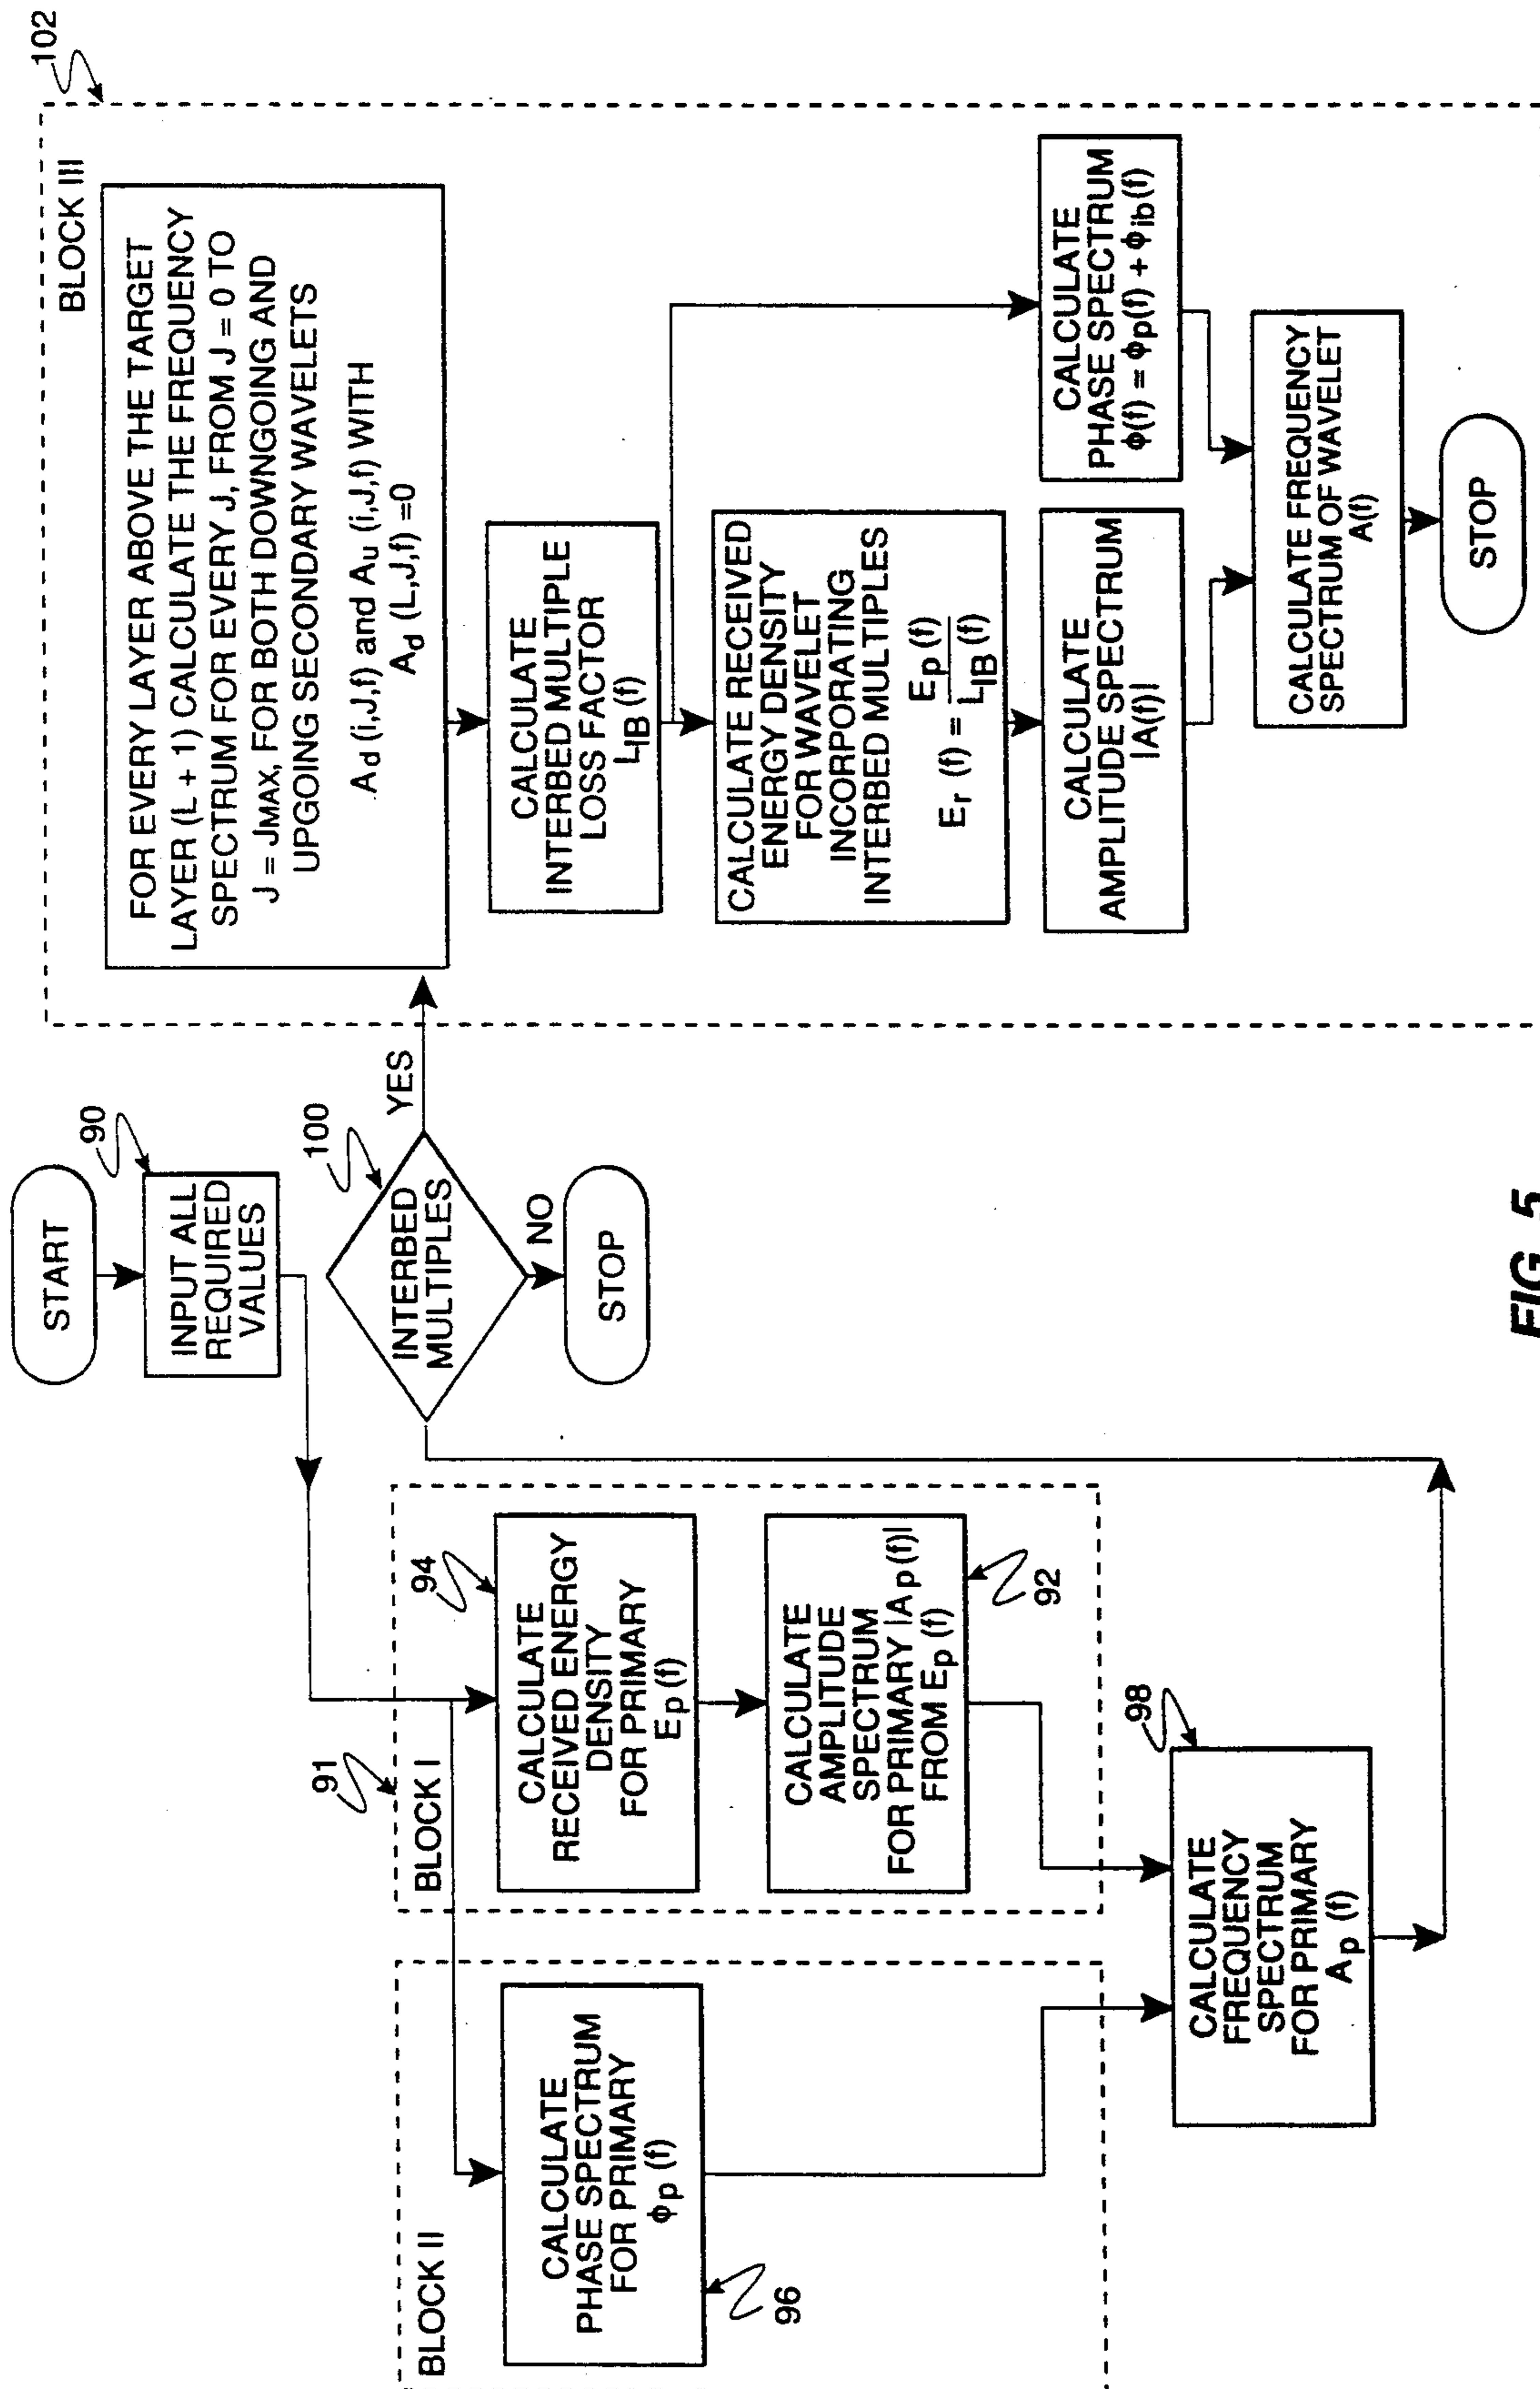 START
90
INPUT ALL
REQUIRED
VALUES
91
BLOCK I
94
CALCULATE
RECEIVED ENERGY
DENSITY
FOR PRIMARY
Ep (f)
CALCULATE
AMPLITUDE
SPECTRUM
FOR PRIMARY |Ap(f)|
FROM Ep (f)
92
BLOCK II
CALCULATE
PHASE SPECTRUM
FOR PRIMARY
ϕp (f)
96
98
CALCULATE
FREQUENCY
SPECTRUM
FOR PRIMARY
Ap (f)
100
INTERBED
MULTIPLES
YES
NO
STOP
102
BLOCK III
FOR EVERY LAYER ABOVE THE TARGET
LAYER (L + 1) CALCULATE THE FREQUENCY
SPECTRUM FOR EVERY J, FROM J = 0 TO
J = JMAX, FOR BOTH DOWNGOING AND
UPGOING SECONDARY WAVELETS
Ad (i,J,f) and Au (i,J,f) WITH
Ad (L,J,f) =0
CALCULATE
INTERBED MULTIPLE
LOSS FACTOR
LIB (f)
CALCULATE RECEIVED
ENERGY DENSITY
FOR WAVELET
INCORPORATING
INTERBED MULTIPLES
Er (f) = Ep (f) / LIB (f)
CALCULATE
AMPLITUDE SPECTRUM
|A(f)|
CALCULATE
PHASE SPECTRUM
ϕ(f) = ϕp(f) + ϕib(f)
CALCULATE FREQUENCY
SPECTRUM OF WAVELET
A(f)
STOP
FIG. 5